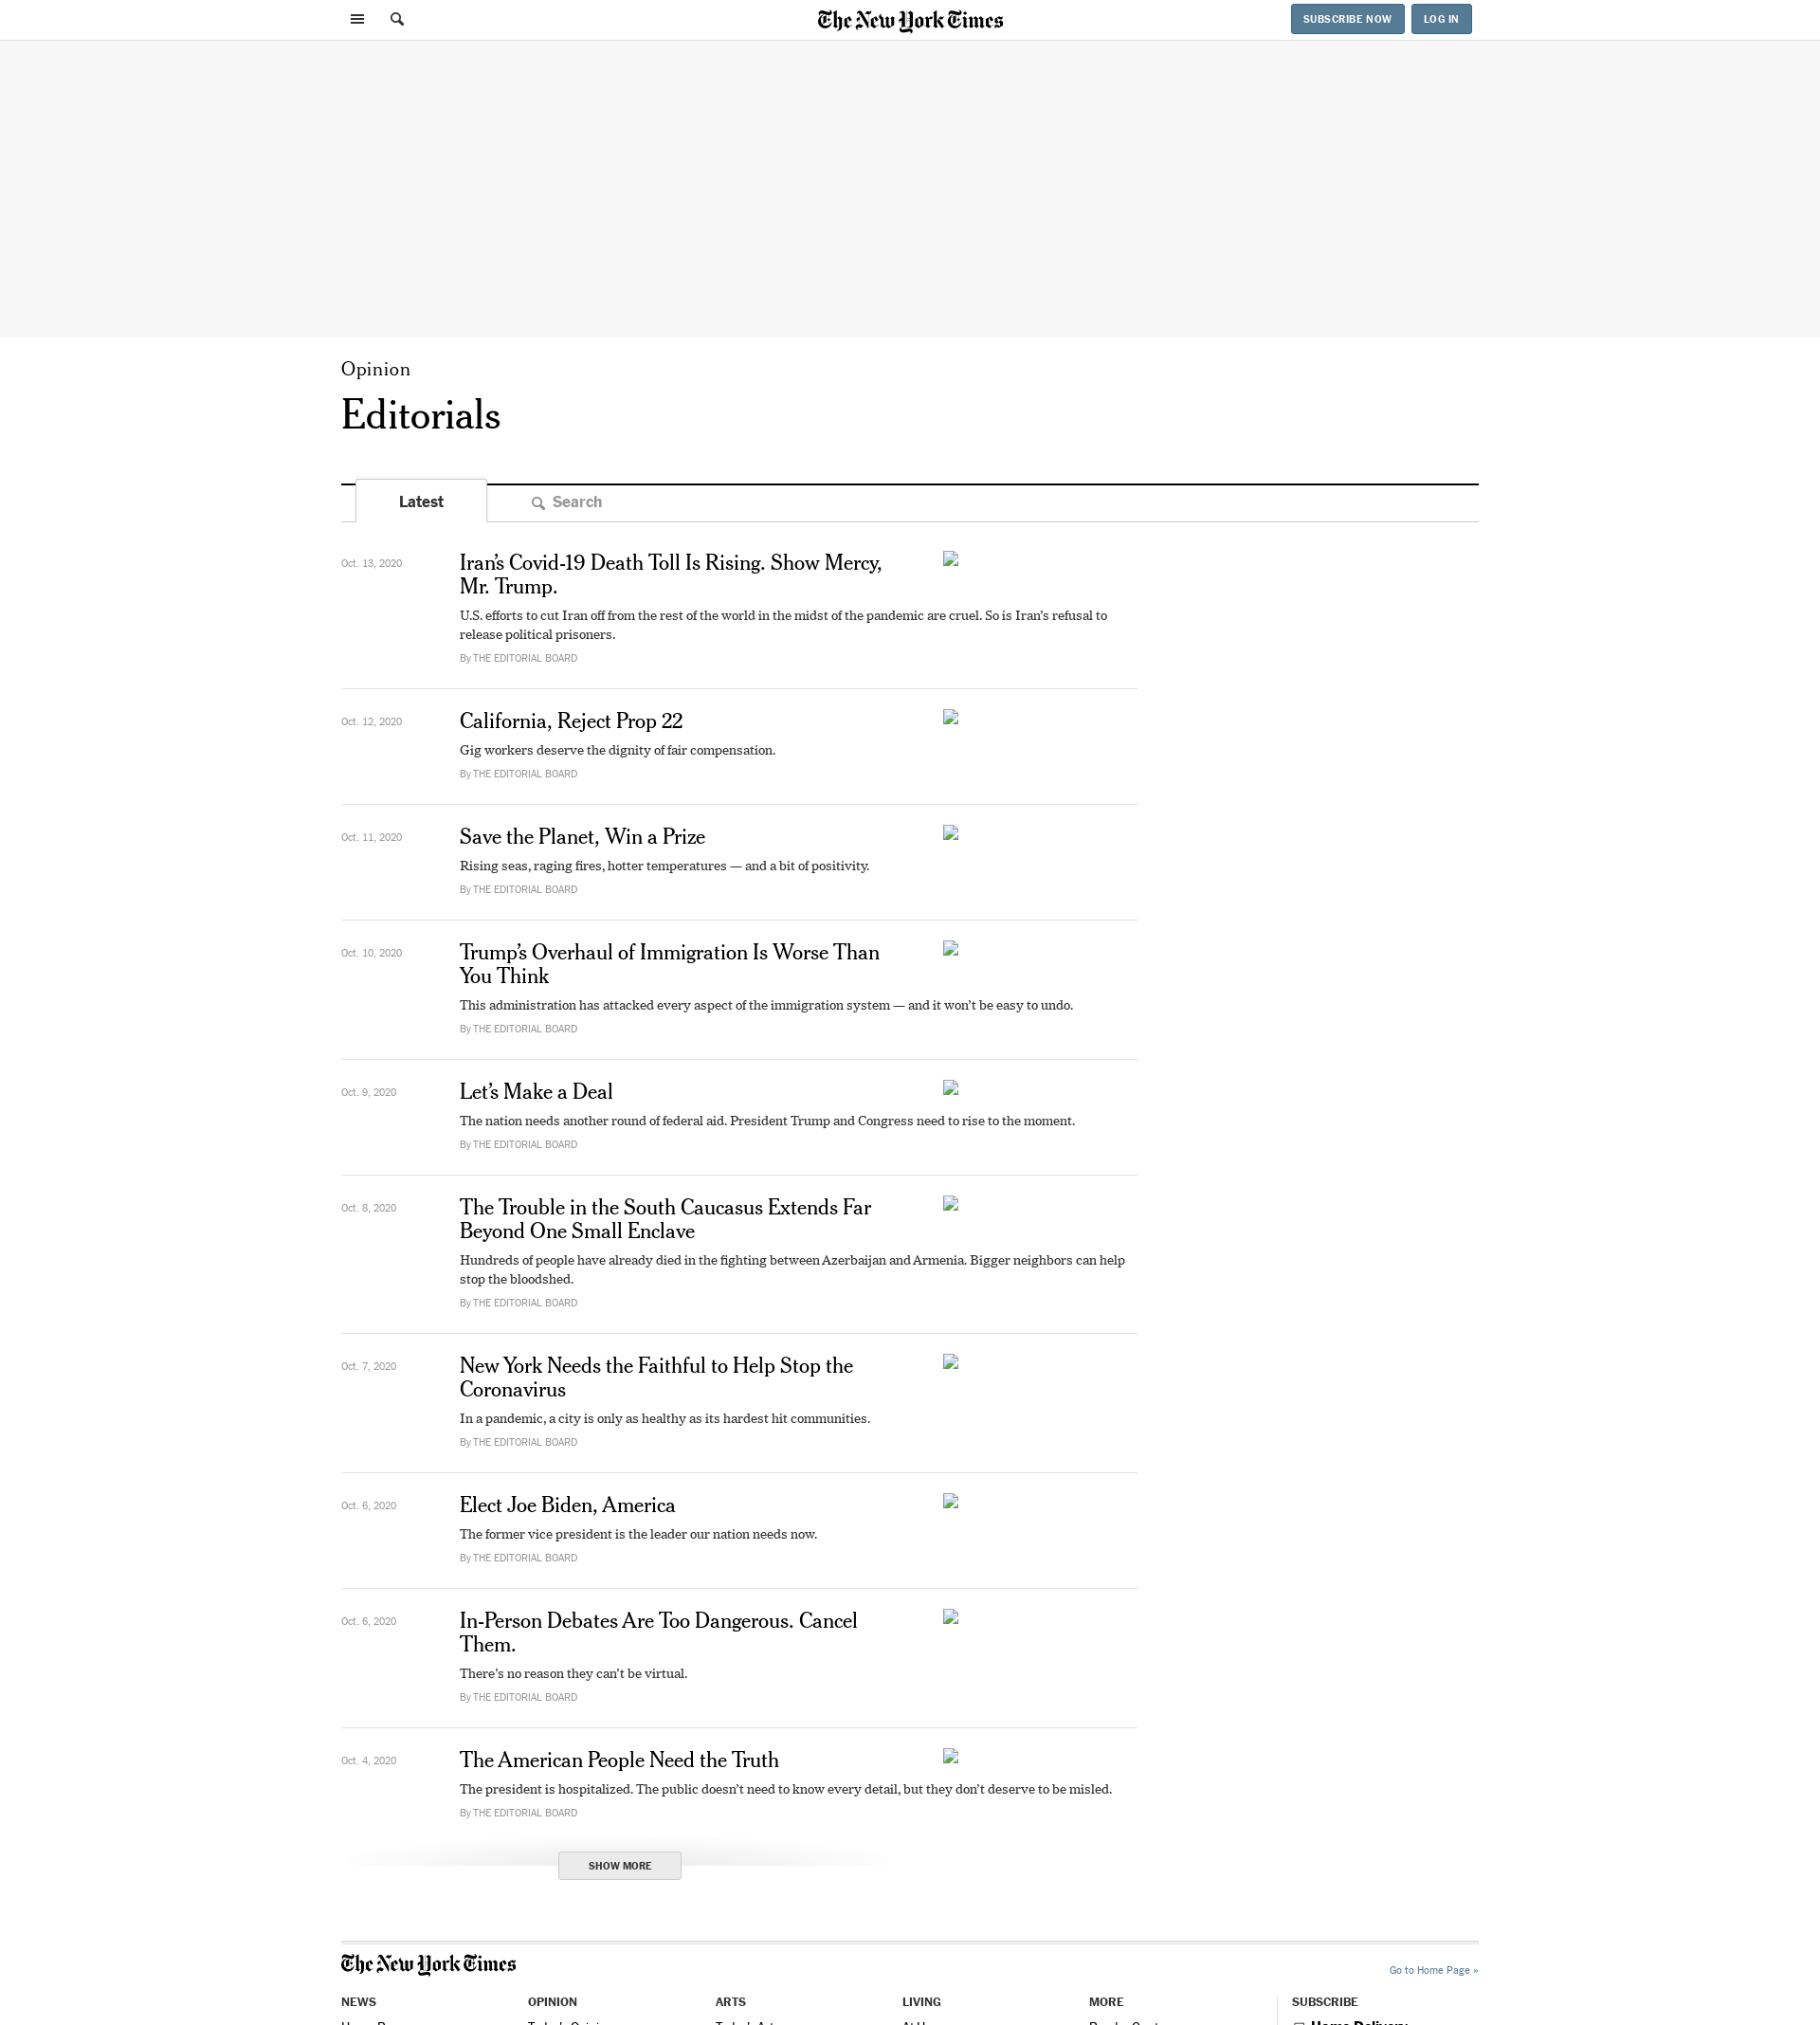 The New York Times
SUBSCRIBE NOW
LOG IN
Opinion
Editorials
Latest
Search
Oct. 13, 2020
Iran’s Covid-19 Death Toll Is Rising. Show Mercy,
Mr. Trump.
U.S. efforts to cut Iran off from the rest of the world in the midst of the pandemic are cruel. So is Iran’s refusal to
release political prisoners.
By THE EDITORIAL BOARD
Oct. 12, 2020
California, Reject Prop 22
Gig workers deserve the dignity of fair compensation.
By THE EDITORIAL BOARD
Oct. 11, 2020
Save the Planet, Win a Prize
Rising seas, raging fires, hotter temperatures — and a bit of positivity.
By THE EDITORIAL BOARD
Oct. 10, 2020
Trump’s Overhaul of Immigration Is Worse Than
You Think
This administration has attacked every aspect of the immigration system — and it won’t be easy to undo.
By THE EDITORIAL BOARD
Oct. 9, 2020
Let’s Make a Deal
The nation needs another round of federal aid. President Trump and Congress need to rise to the moment.
By THE EDITORIAL BOARD
Oct. 8, 2020
The Trouble in the South Caucasus Extends Far
Beyond One Small Enclave
Hundreds of people have already died in the fighting between Azerbaijan and Armenia. Bigger neighbors can help
stop the bloodshed.
By THE EDITORIAL BOARD
Oct. 7, 2020
New York Needs the Faithful to Help Stop the
Coronavirus
In a pandemic, a city is only as healthy as its hardest hit communities.
By THE EDITORIAL BOARD
Oct. 6, 2020
Elect Joe Biden, America
The former vice president is the leader our nation needs now.
By THE EDITORIAL BOARD
Oct. 6, 2020
In-Person Debates Are Too Dangerous. Cancel
Them.
There’s no reason they can’t be virtual.
By THE EDITORIAL BOARD
Oct. 4, 2020
The American People Need the Truth
The president is hospitalized. The public doesn’t need to know every detail, but they don’t deserve to be misled.
By THE EDITORIAL BOARD
SHOW MORE
The New York Times
Go to Home Page »
NEWS
OPINION
ARTS
LIVING
MORE
SUBSCRIBE
Home Delivery